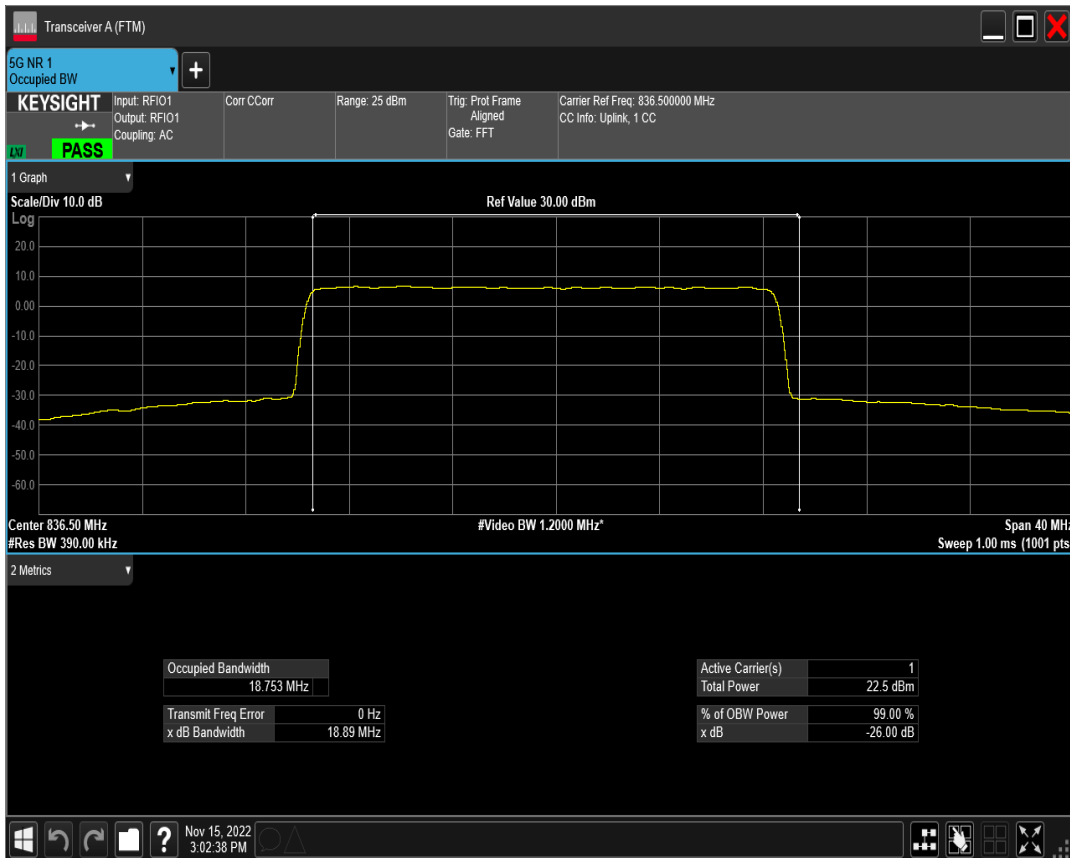 Transceiver A (FTM)
5G NR 1
Occupied BW
+
KEYSIGHT
LXI
PASS
Input: RFIO1
Output: RFIO1
Coupling: AC
Corr CCorr
Range: 25 dBm
Trig: Prot Frame
Aligned
Gate: FFT
Carrier Ref Freq: 836.500000 MHz
CC Info: Uplink, 1 CC
1 Graph
Scale/Div 10.0 dB
Ref Value 30.00 dBm
Log
20.0
10.0
0.00
-10.0
-20.0
-30.0
-40.0
-50.0
-60.0
Center 836.50 MHz
#Video BW 1.2000 MHz*
Span 40 MHz
#Res BW 390.00 kHz
Sweep 1.00 ms (1001 pts
2 Metrics
Occupied Bandwidth
18.753 MHz
Transmit Freq Error 0 Hz
x dB Bandwidth 18.89 MHz
Active Carrier(s) 1
Total Power 22.5 dBm
% of OBW Power 99.00 %
x dB -26.00 dB
?
Nov 15, 2022
3:02:38 PM